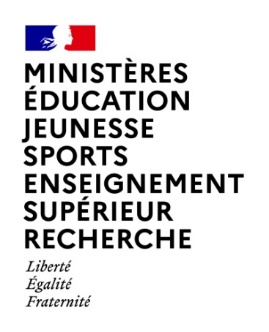 MINISTÈRES
ÉDUCATION
JEUNESSE
SPORTS
ENSEIGNEMENT
SUPÉRIEUR
RECHERCHE
Liberté
Égalité
Fraternité